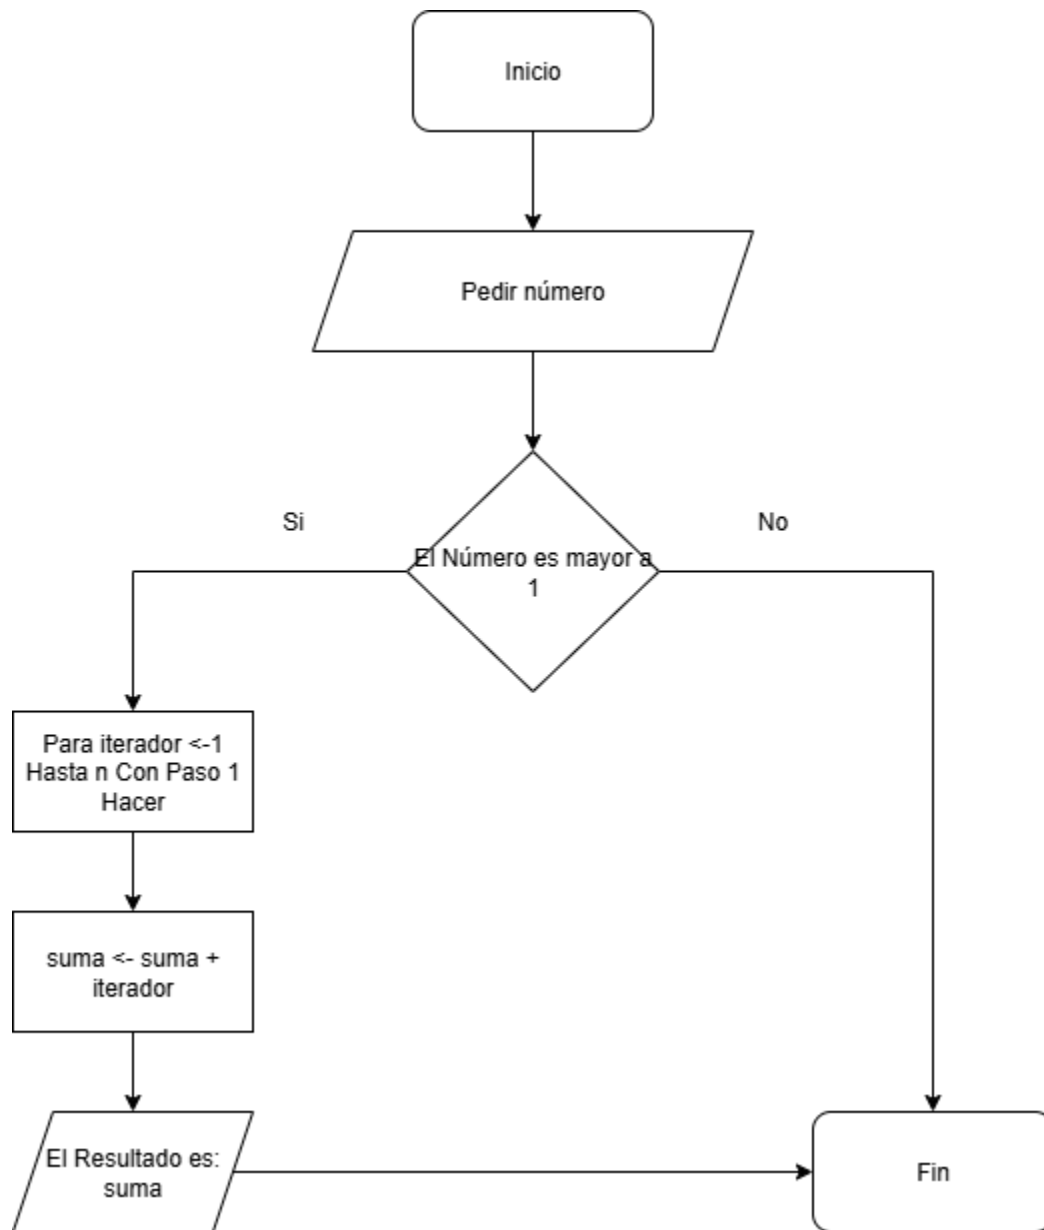 Inicio
Pedir número
Si
No
El Número es mayor a
1
Para iterador <-1
Hasta n Con Paso 1
Hacer
suma <- suma +
iterador
El Resultado es:
suma
Fin